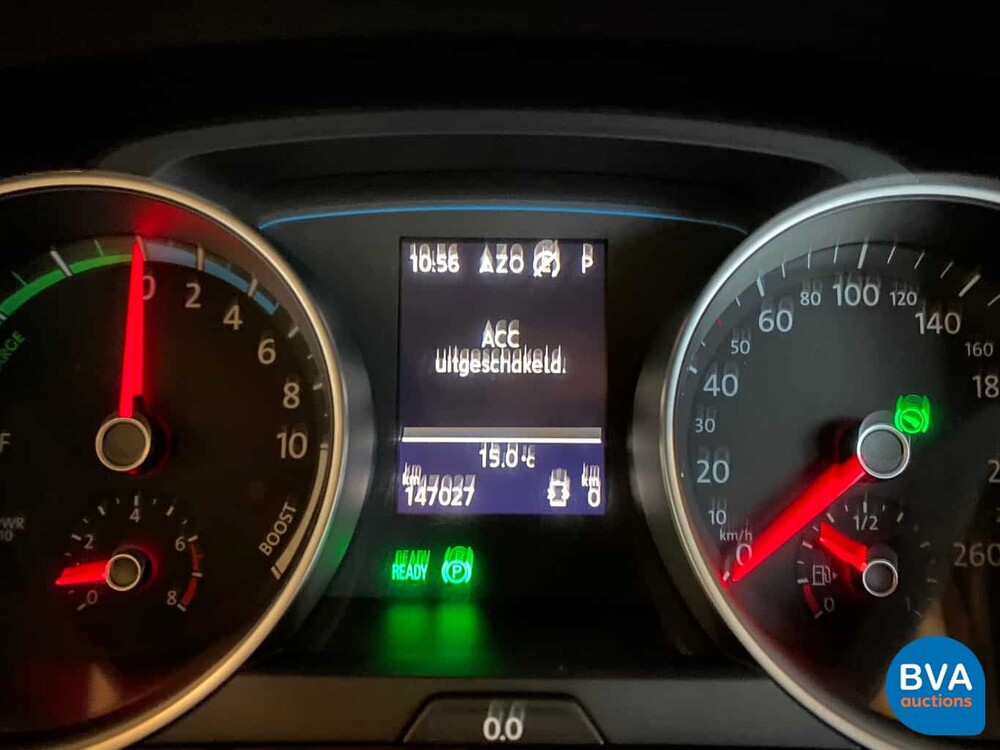 10:56 ZO E P
ACC
uitgeschakeld.
15.0°c
km km
147027 0
READY P
0 2 4 6 8 10
BOOST
0 2 4 6 8
0 20 40 60 100 140
10 30 50 80 120 160
km/h
260
0 1/2 1
0.0
BVA
auctions